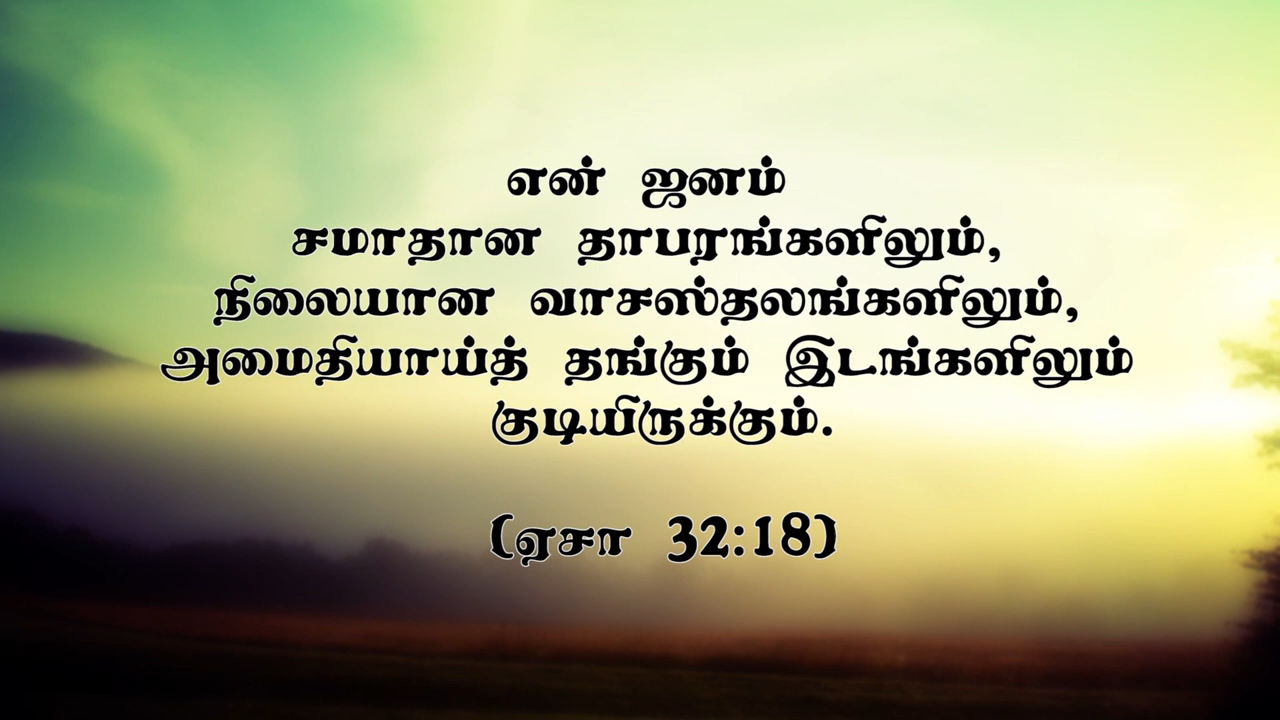 என் ஜனம்
சமாதான தாபரங்களிலும்,
நிலையான வாசஸ்தலங்களிலும்,
அமைதியாய்த் தங்கும் இடங்களிலும்
குடியிருக்கும்.
(ஏசா 32:18)